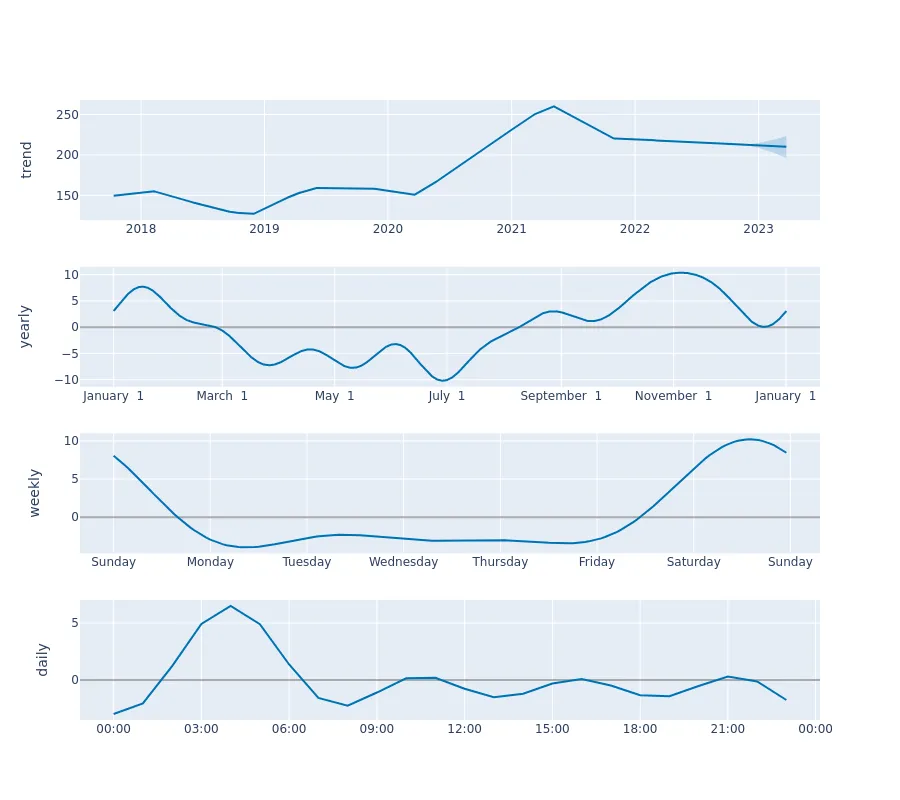 trend
250
200
150
2018 2019 2020 2021 2022 2023
yearly
10
5
0
−5
−10
January 1 March 1 May 1 July 1 September 1 November 1 January 1
weekly
10
5
0
Sunday Monday Tuesday Wednesday Thursday Friday Saturday Sunday
daily
5
0
00:00 03:00 06:00 09:00 12:00 15:00 18:00 21:00 00:00